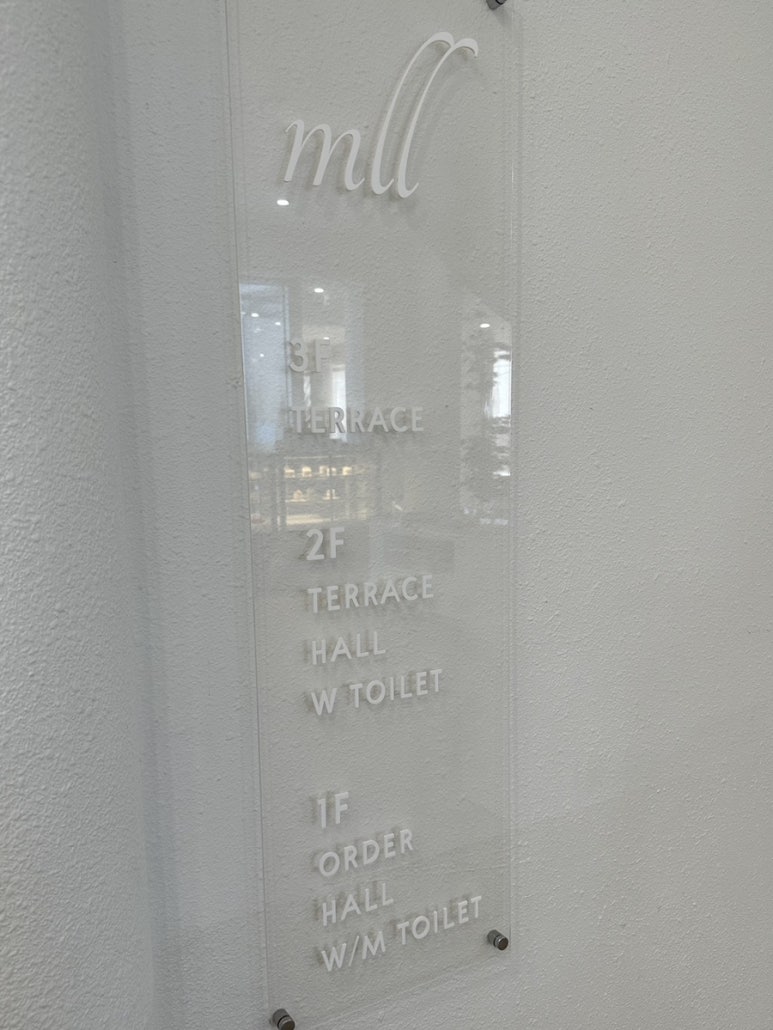 mll
3F
TERRACE
2F
TERRACE
HALL
W TOILET
1F
ORDER
HALL
W/M TOILET